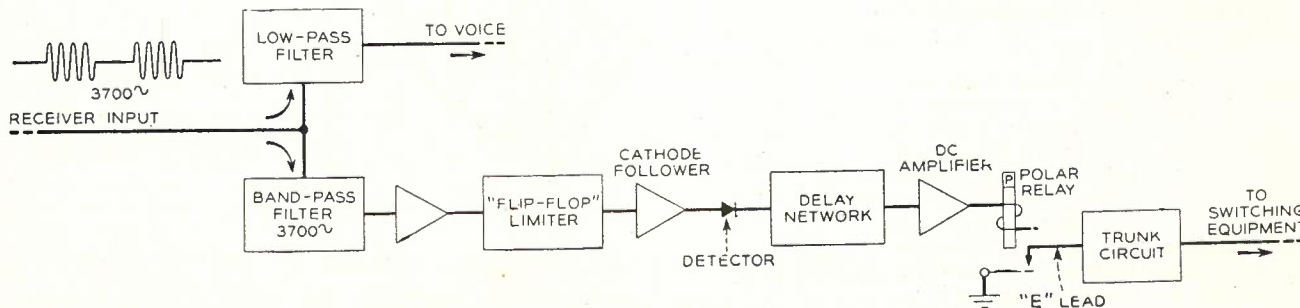 LOW-PASS
FILTER
TO VOICE
3700~
RECEIVER INPUT
BAND-PASS
FILTER
3700~
"FLIP-FLOP"
LIMITER
CATHODE
FOLLOWER
DETECTOR
DELAY
NETWORK
DC
AMPLIFIER
P
POLAR
RELAY
"E" LEAD
TRUNK
CIRCUIT
TO
SWITCHING
EQUIPMENT